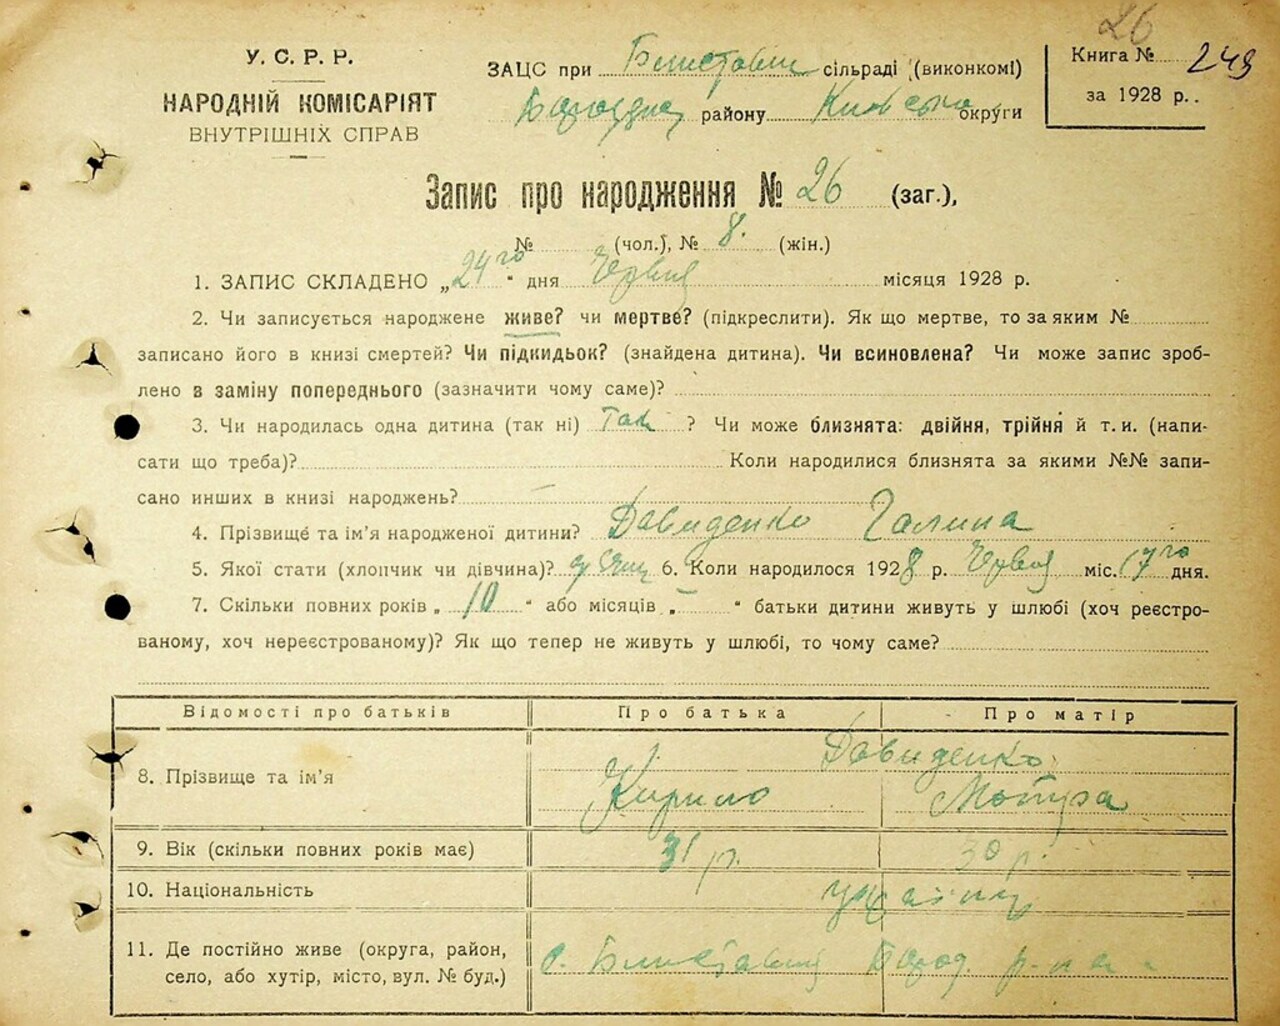 26
У. С. Р. Р.
НАРОДНІЙ КОМІСАРІЯТ
ВНУТРІШНІХ СПРАВ
ЗАЦС при Блиставиц сільраді (виконкомі)
Бородян району Київсько округи
Книга № 249
за 1928 р..
Запис про народження № 26 (заг.),
№ (чол.), № 8. (жін.)
1. ЗАПИС СКЛАДЕНО „24го“ дня Червня місяця 1928 р.
2. Чи записується народжене живе? чи мертве? (підкреслити). Як що мертве, то за яким №
записано його в книзі смертей? Чи підкидьок? (знайдена дитина). Чи всиновлена? Чи може запис зроб-
лено в заміну попереднього (зазначити чому саме)?
3. Чи народилась одна дитина (так ні) Так ? Чи може близнята: двійня, трійня й т. и. (напи-
сати що треба)? Коли народилися близнята за якими №№ запи-
сано инших в книзі народжень? —
4. Прізвище та ім'я народженої дитини? Давиденко Галина
5. Якої стати (хлопчик чи дівчина)? 6. Коли народилося 1928 р. Червня міс. 17го дня.
7. Скільки повних років „ 10 “ або місяців „ – “ батьки дитини живуть у шлюбі (хоч реєстро-
ваному, хоч нереєстрованому)? Як що тепер не живуть у шлюбі, то чому саме?
Відомості про батьків Про батька Про матір
8. Прізвище та ім'я Давиденко
Кирило Мотря
9. Вік (скільки повних років має) 31 р. 30 р.
10. Національність українц
11. Де постійно живе (округа, район,
село, або хутір, місто, вул. № буд.) с. Блиставиц Бород. р-на